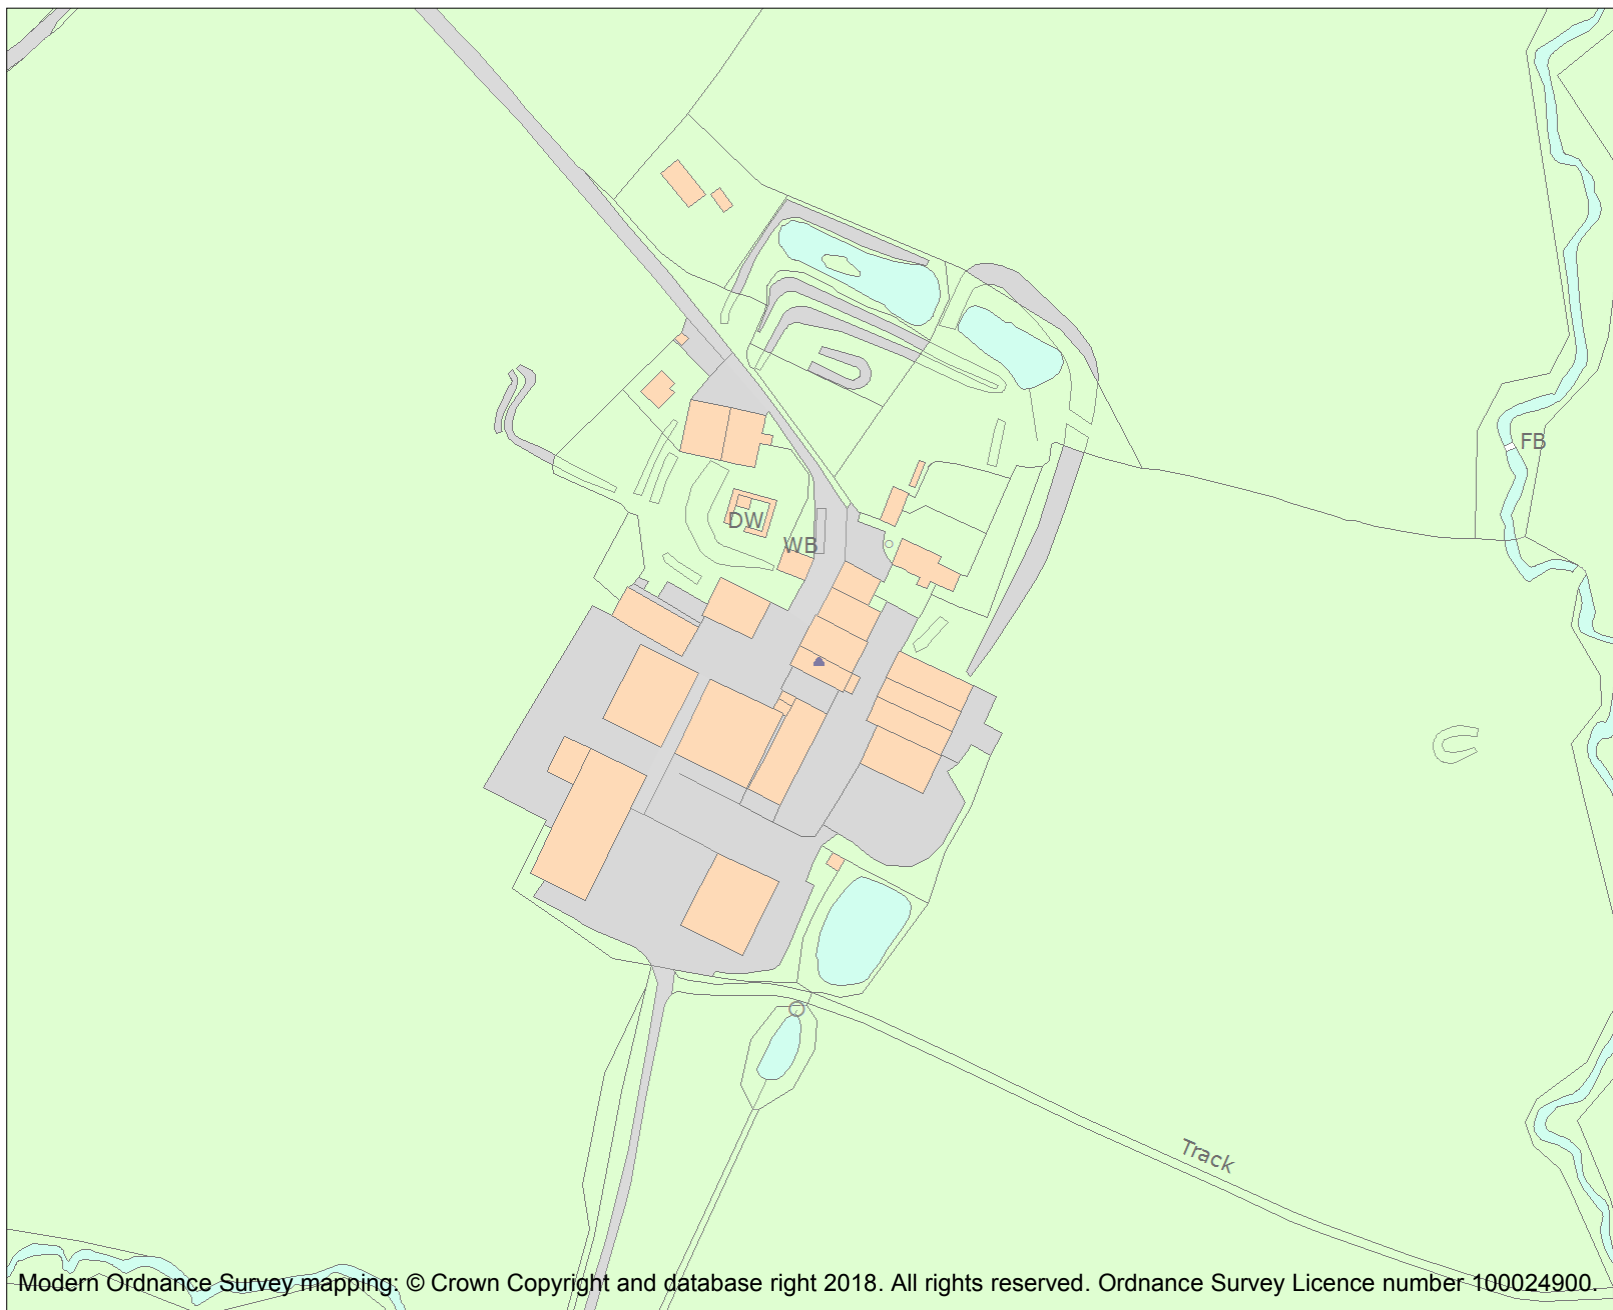 FB
DW
WB
Track
Modern Ordnance Survey mapping: © Crown Copyright and database right 2018. All rights reserved. Ordnance Survey Licence number 100024900.